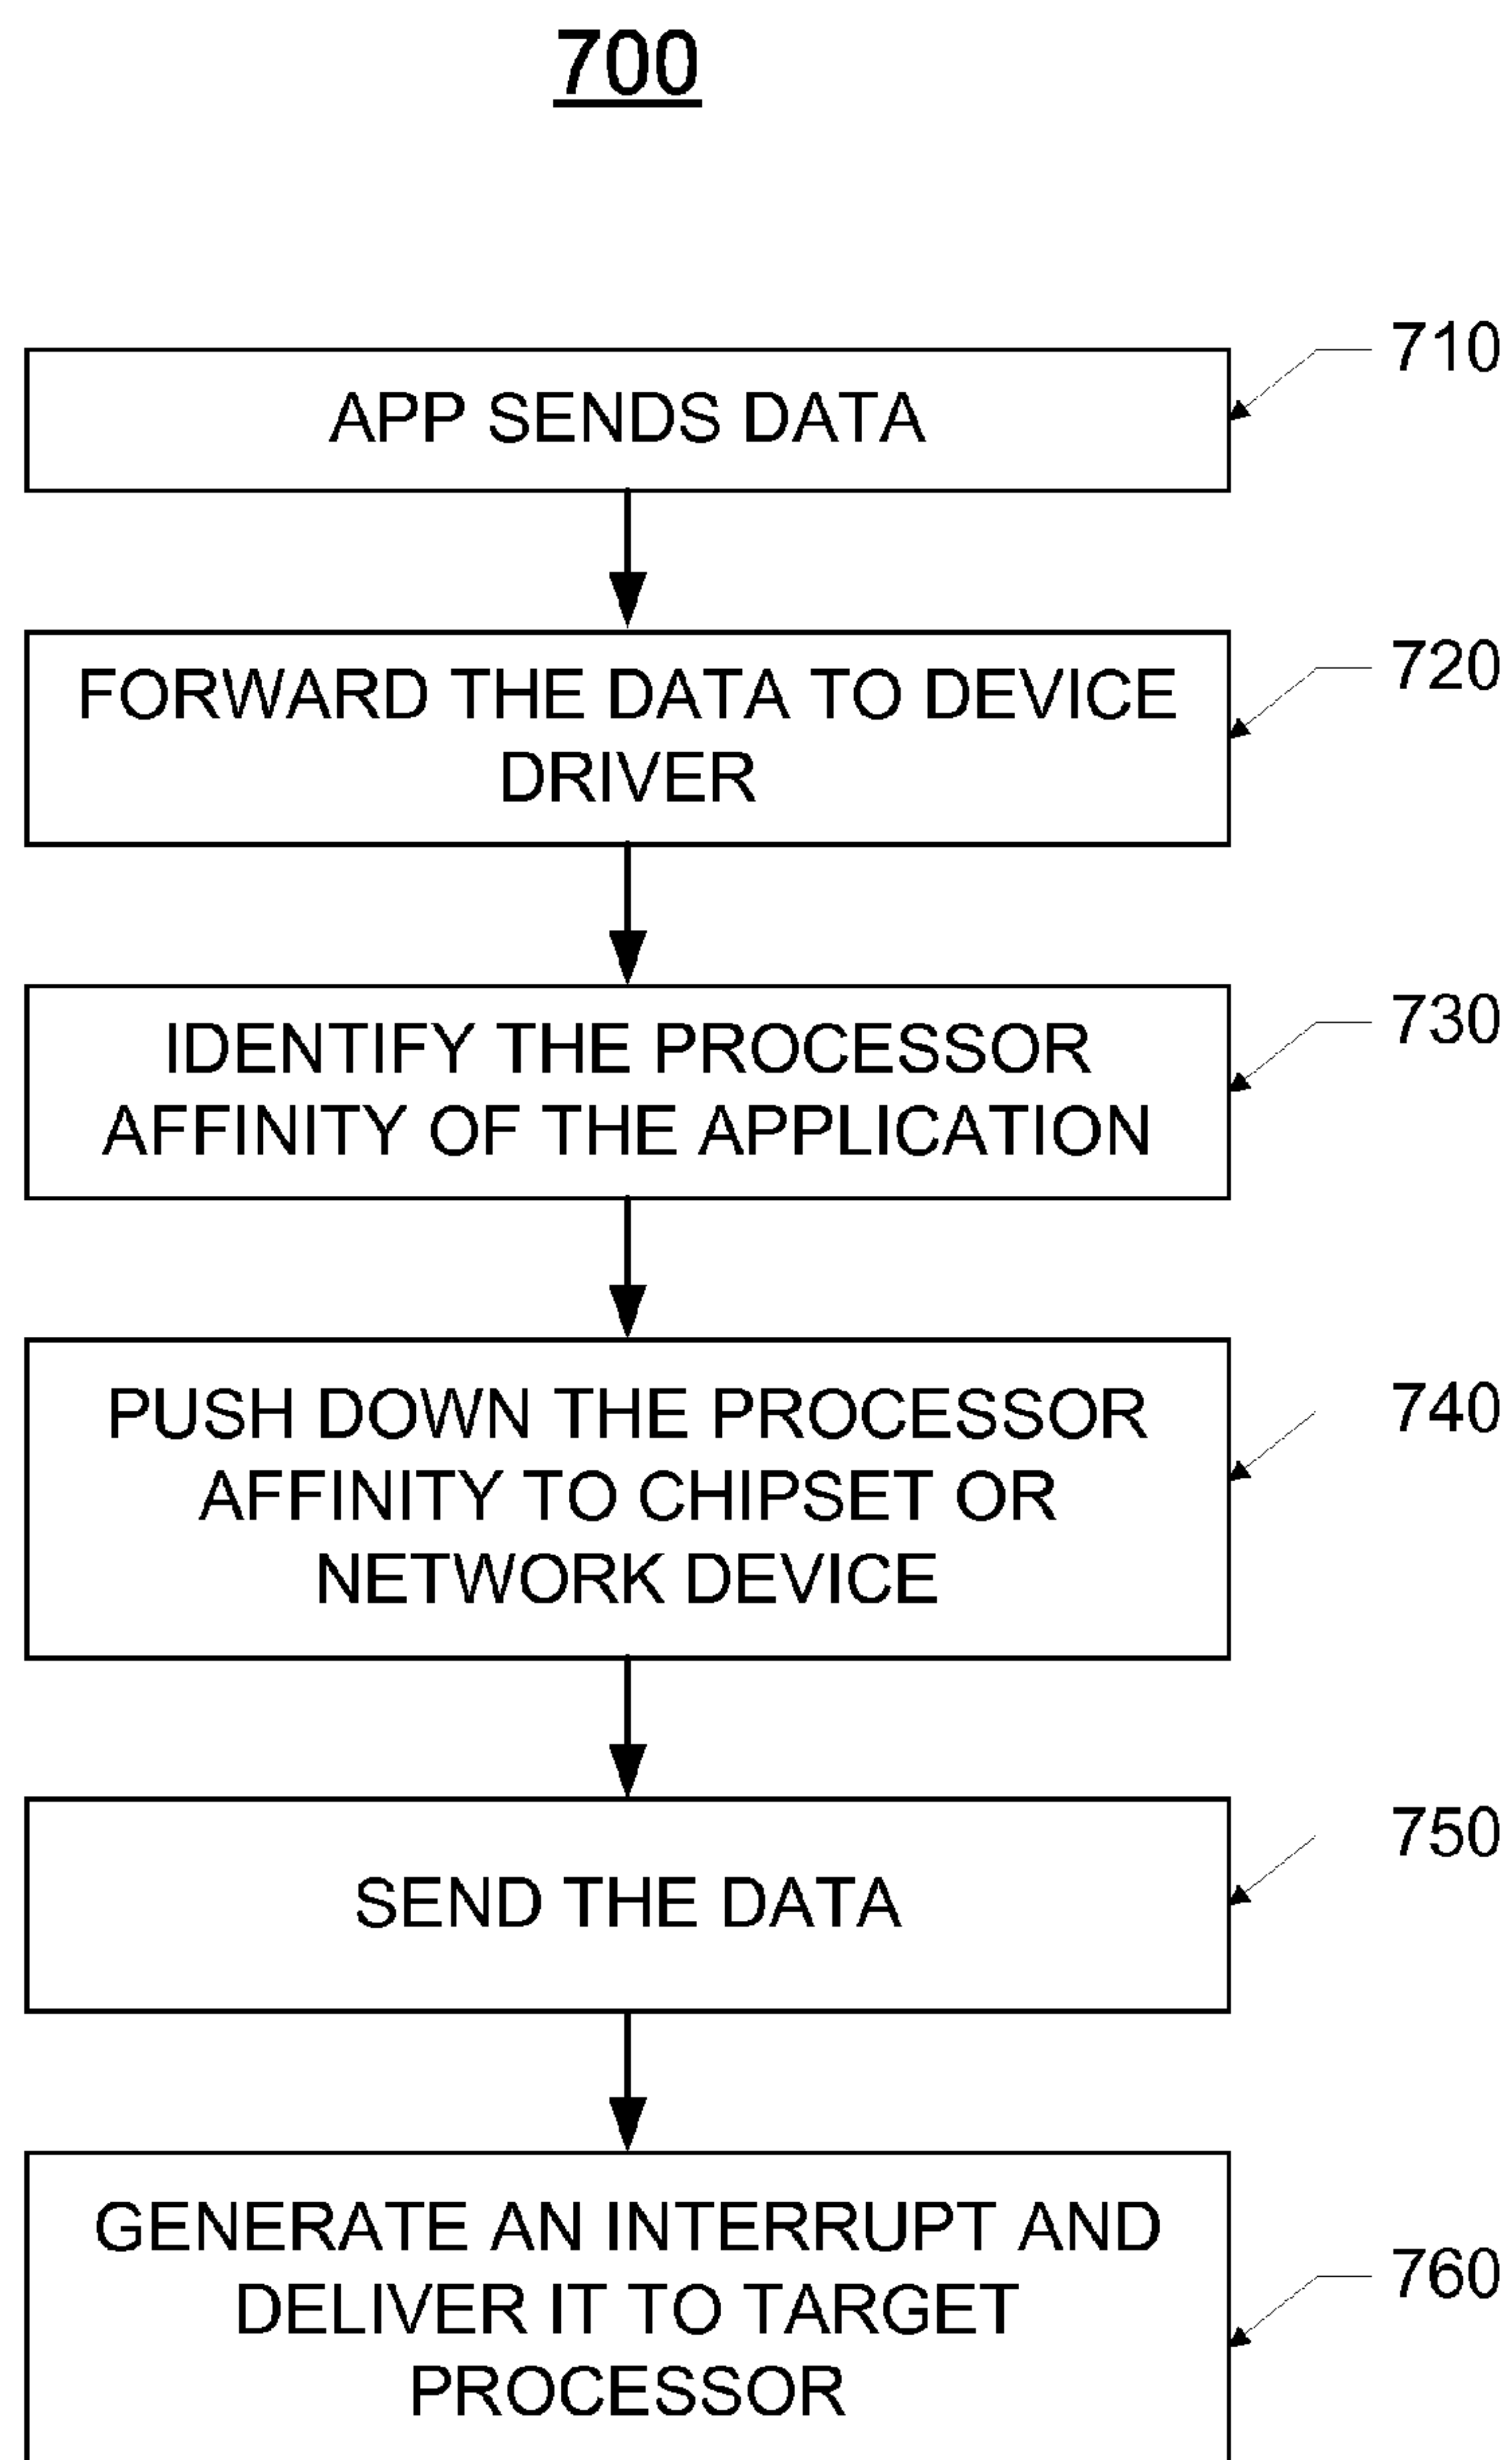 700
710
APP SENDS DATA
720
FORWARD THE DATA TO DEVICE
DRIVER
730
IDENTIFY THE PROCESSOR
AFFINITY OF THE APPLICATION
740
PUSH DOWN THE PROCESSOR
AFFINITY TO CHIPSET OR
NETWORK DEVICE
750
SEND THE DATA
760
GENERATE AN INTERRUPT AND
DELIVER IT TO TARGET
PROCESSOR